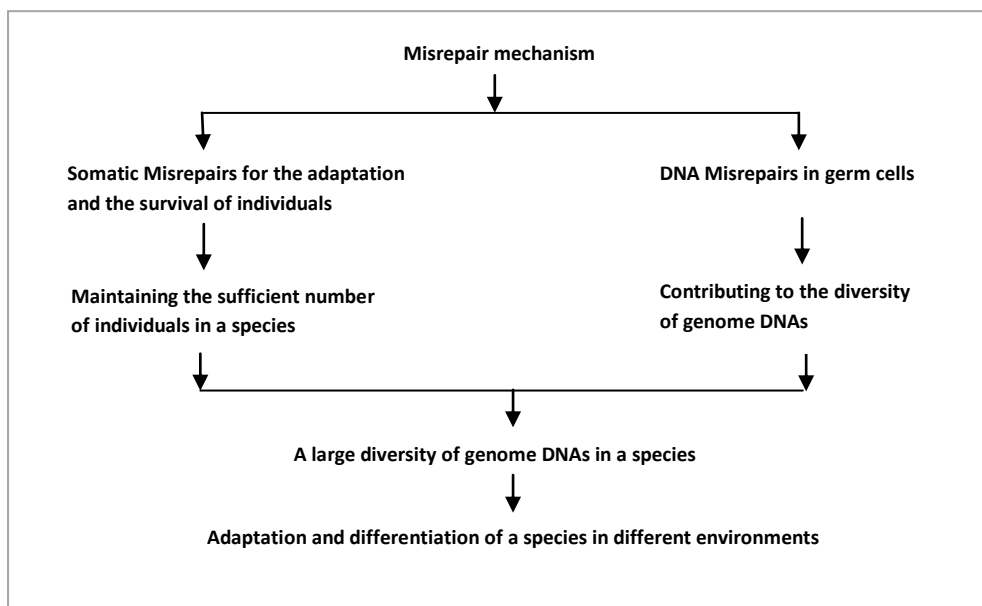 Misrepair mechanism
Somatic Misrepairs for the adaptation
and the survival of individuals
DNA Misrepairs in germ cells
Maintaining the sufficient number
of individuals in a species
Contributing to the diversity
of genome DNAs
A large diversity of genome DNAs in a species
Adaptation and differentiation of a species in different environments